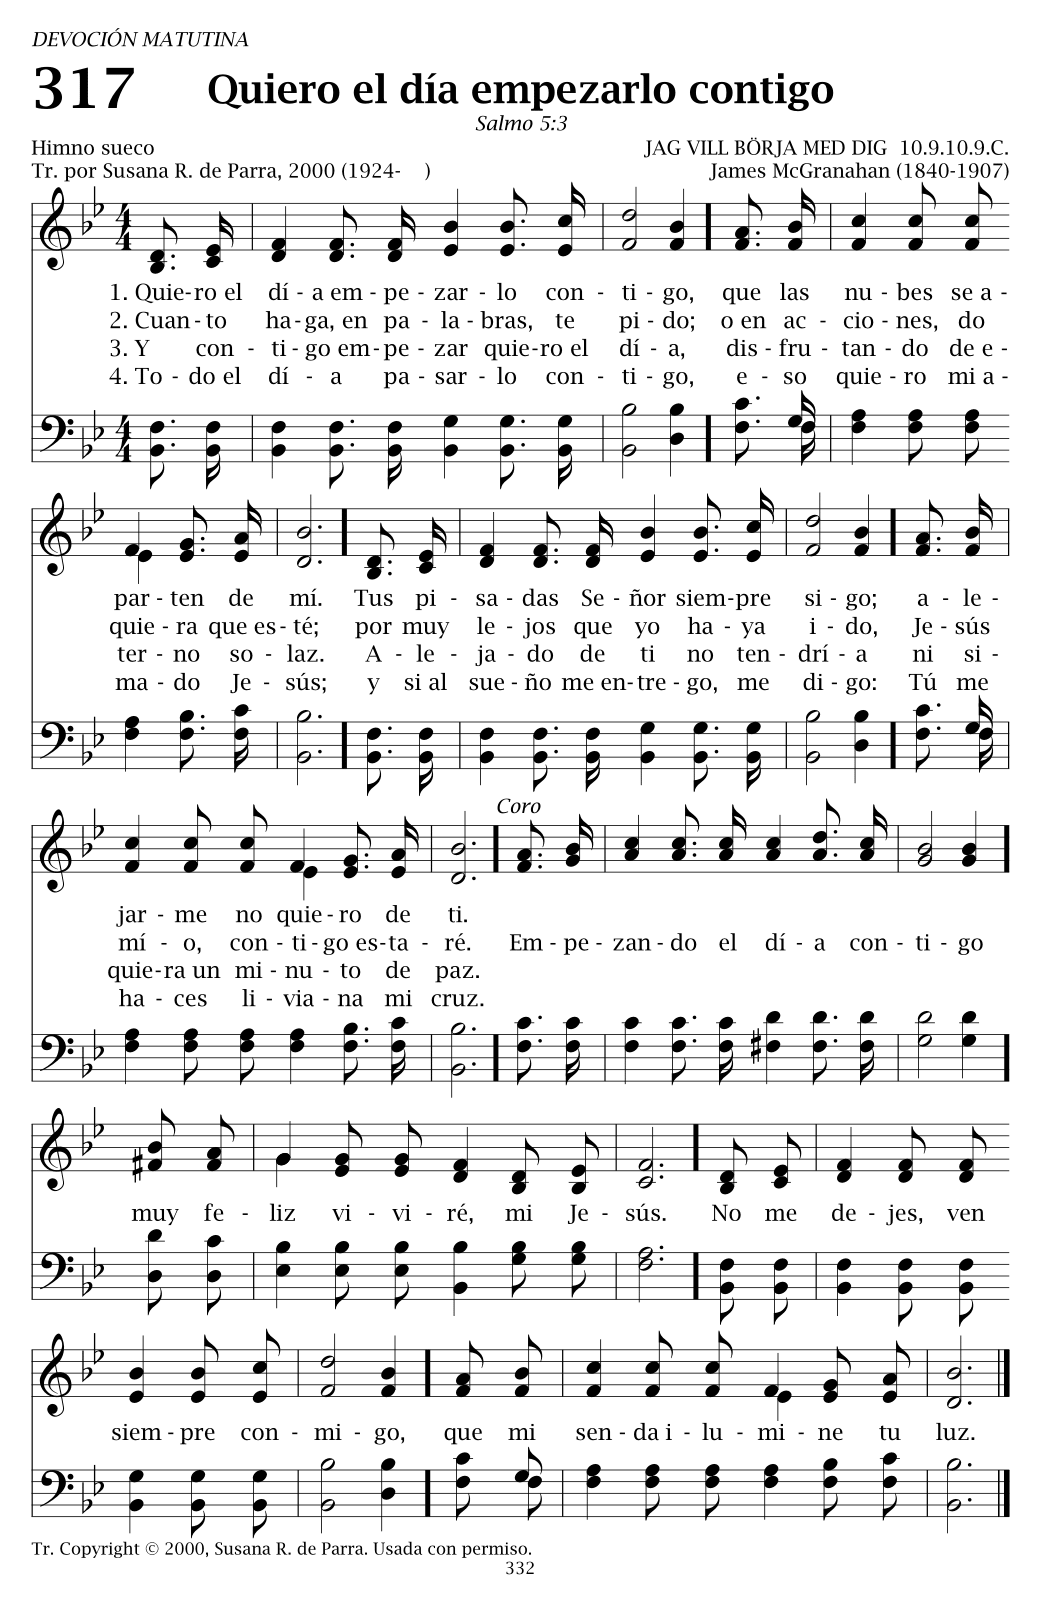 DEVOCIÓN MATUTINA
317 Quiero el día empezarlo contigo
Salmo 5:3
Himno sueco JAG VILL BÖRJA MED DIG 10.9.10.9.C.
Tr. por Susana R. de Parra, 2000 (1924- ) James McGranahan (1840-1907)
1. Quie-ro el dí - a em - pe - zar - lo con - ti - go, que las nu - bes se a -
2. Cuan - to ha - ga, en pa - la - bras, te pi - do; o en ac - cio - nes, do
3. Y con - ti - go em - pe - zar quie-ro el dí - a, dis - fru - tan - do de e -
4. To - do el dí - a pa - sar - lo con - ti - go, e - so quie - ro mi a -
par - ten de mí. Tus pi - sa - das Se - ñor siem-pre si - go; a - le -
quie - ra que es - té; por muy le - jos que yo ha - ya i - do, Je - sús
ter - no so - laz. A - le - ja - do de ti no ten - drí - a ni si -
ma - do Je - sús; y si al sue - ño me en-tre - go, me di - go: Tú me
Coro
jar - me no quie - ro de ti.
mí - o, con - ti - go es-ta - ré. Em - pe - zan - do el dí - a con - ti - go
quie-ra un mi - nu - to de paz.
ha - ces li - via - na mi cruz.
muy fe - liz vi - vi - ré, mi Je - sús. No me de - jes, ven
siem - pre con - mi - go, que mi sen - da i - lu - mi - ne tu luz.
Tr. Copyright © 2000, Susana R. de Parra. Usada con permiso.
332